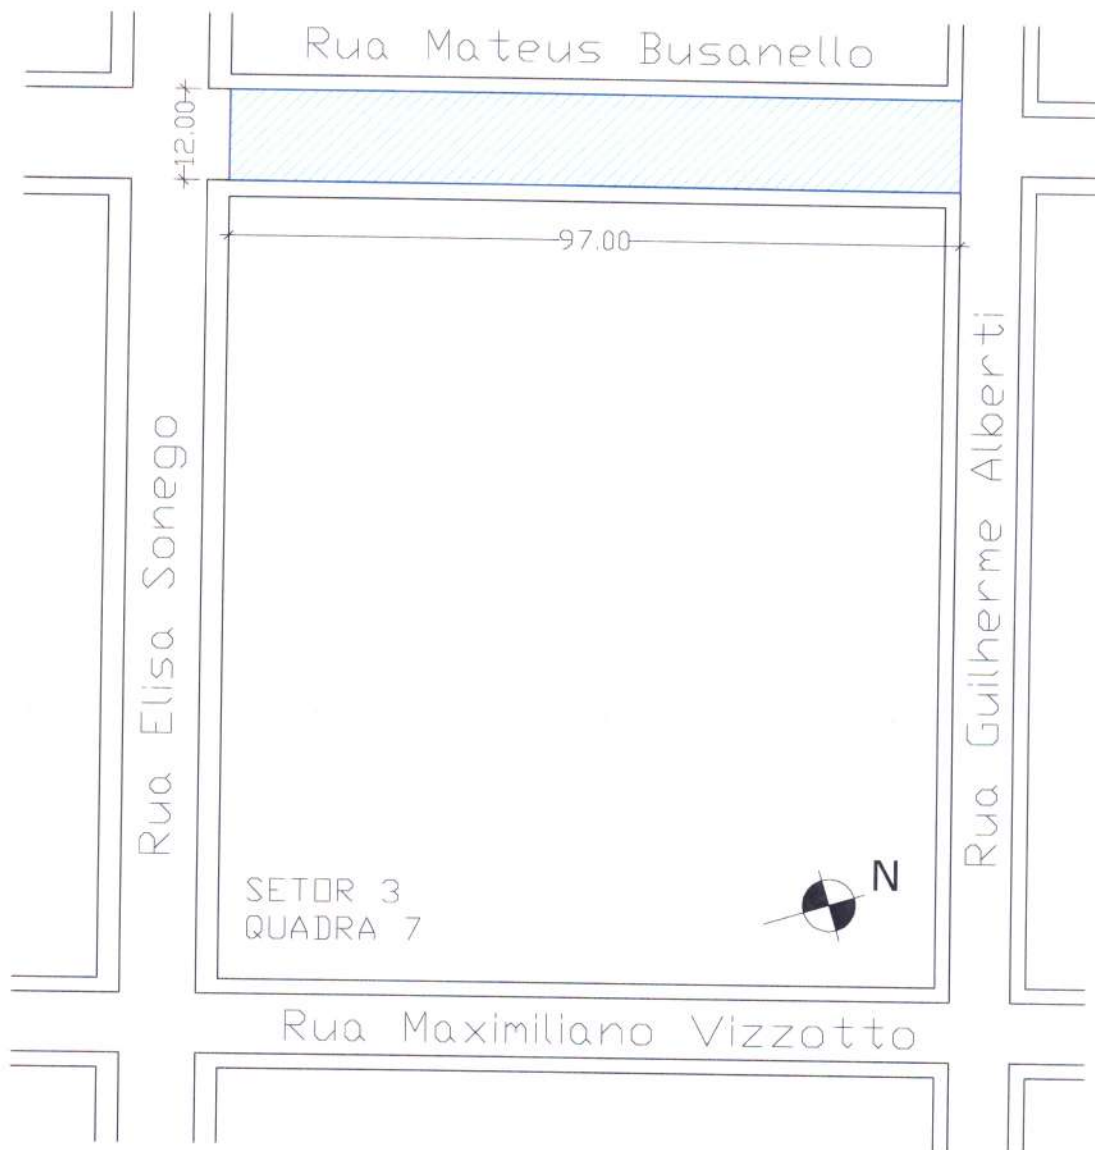 Rua Mateus Busanello
12.00
97.00
Rua Elisa Sonego
Rua Guilherme Alberti
N
SETOR 3
QUADRA 7
Rua Maximiliano Vizzotto